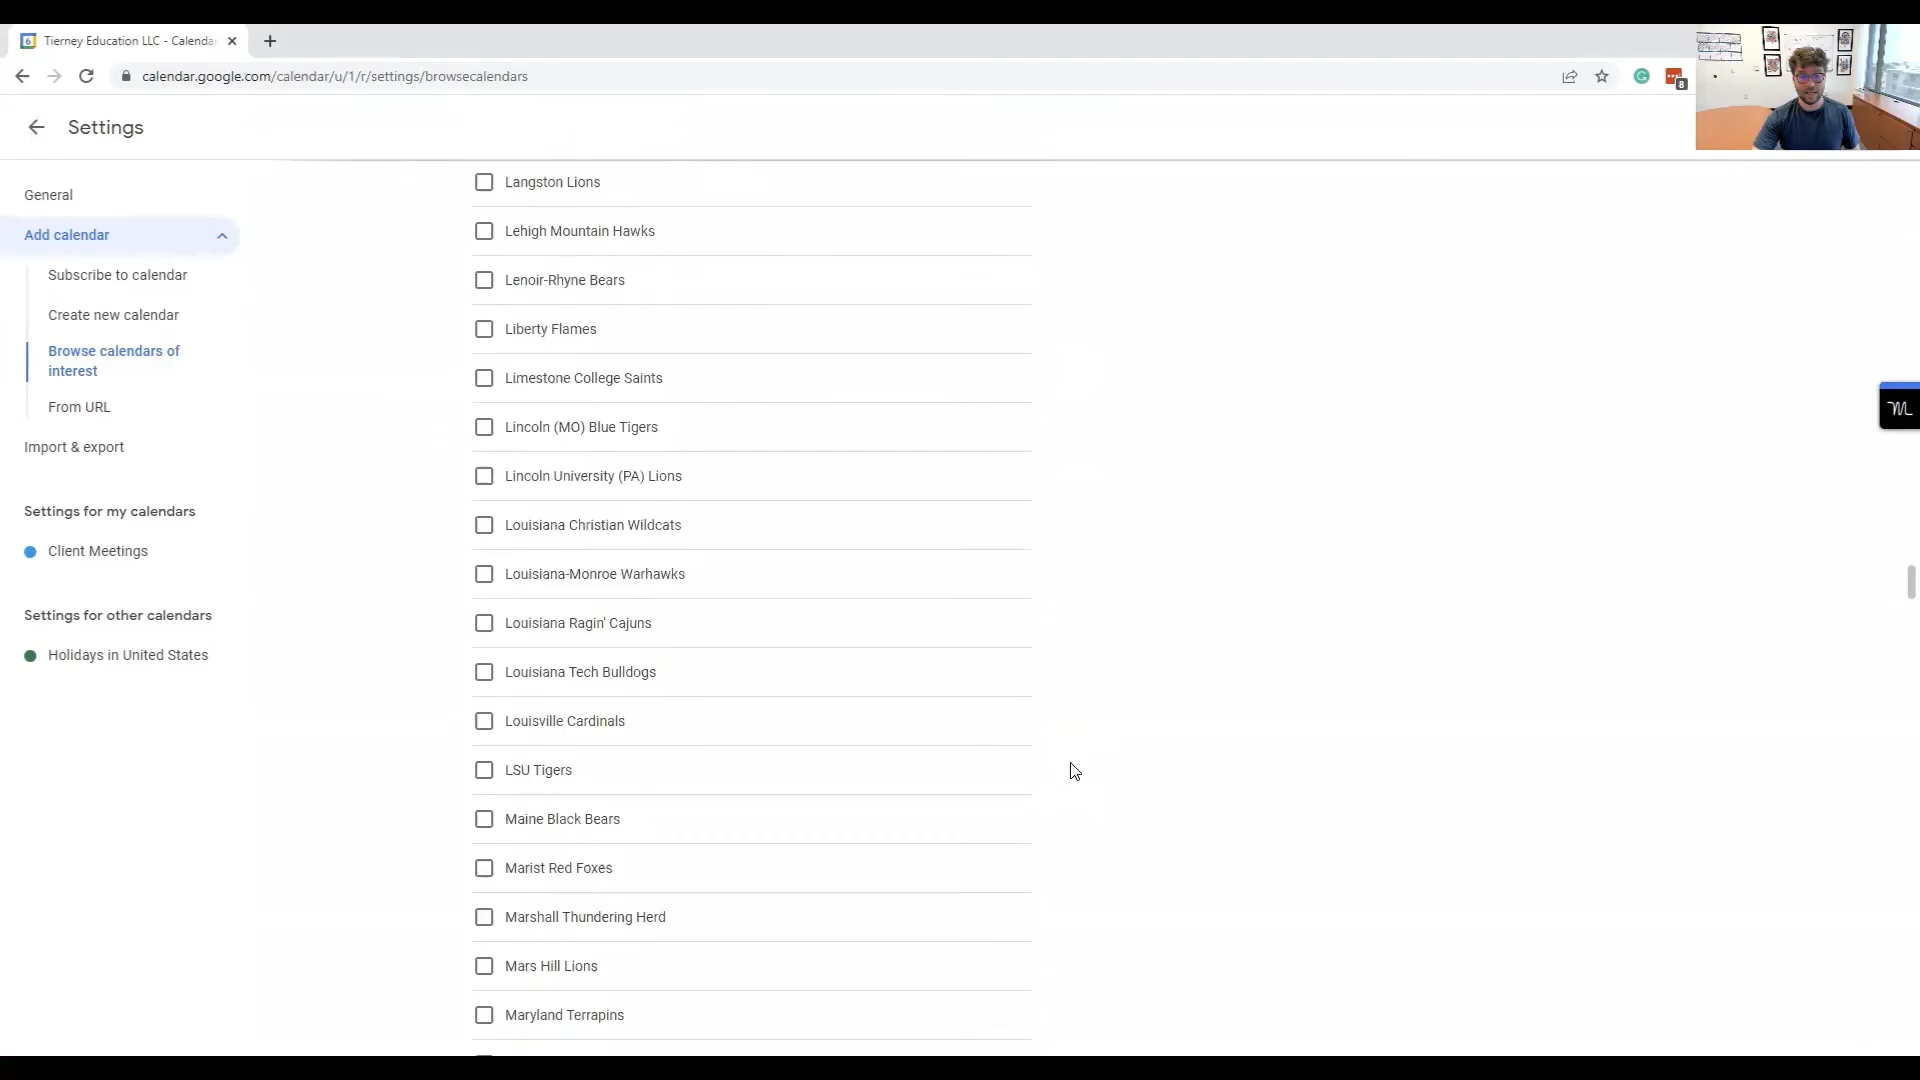 Tierney Education LLC - Calenda
calendar.google.com/calendar/u/1/r/settings/browsecalendars
8
Settings
General
Add calendar
Subscribe to calendar
Create new calendar
Browse calendars of
interest
From URL
Import & export
Settings for my calendars
Client Meetings
Settings for other calendars
Holidays in United States
Langston Lions
Lehigh Mountain Hawks
Lenoir-Rhyne Bears
Liberty Flames
Limestone College Saints
Lincoln (MO) Blue Tigers
Lincoln University (PA) Lions
Louisiana Christian Wildcats
Louisiana-Monroe Warhawks
Louisiana Ragin' Cajuns
Louisiana Tech Bulldogs
Louisville Cardinals
LSU Tigers
Maine Black Bears
Marist Red Foxes
Marshall Thundering Herd
Mars Hill Lions
Maryland Terrapins